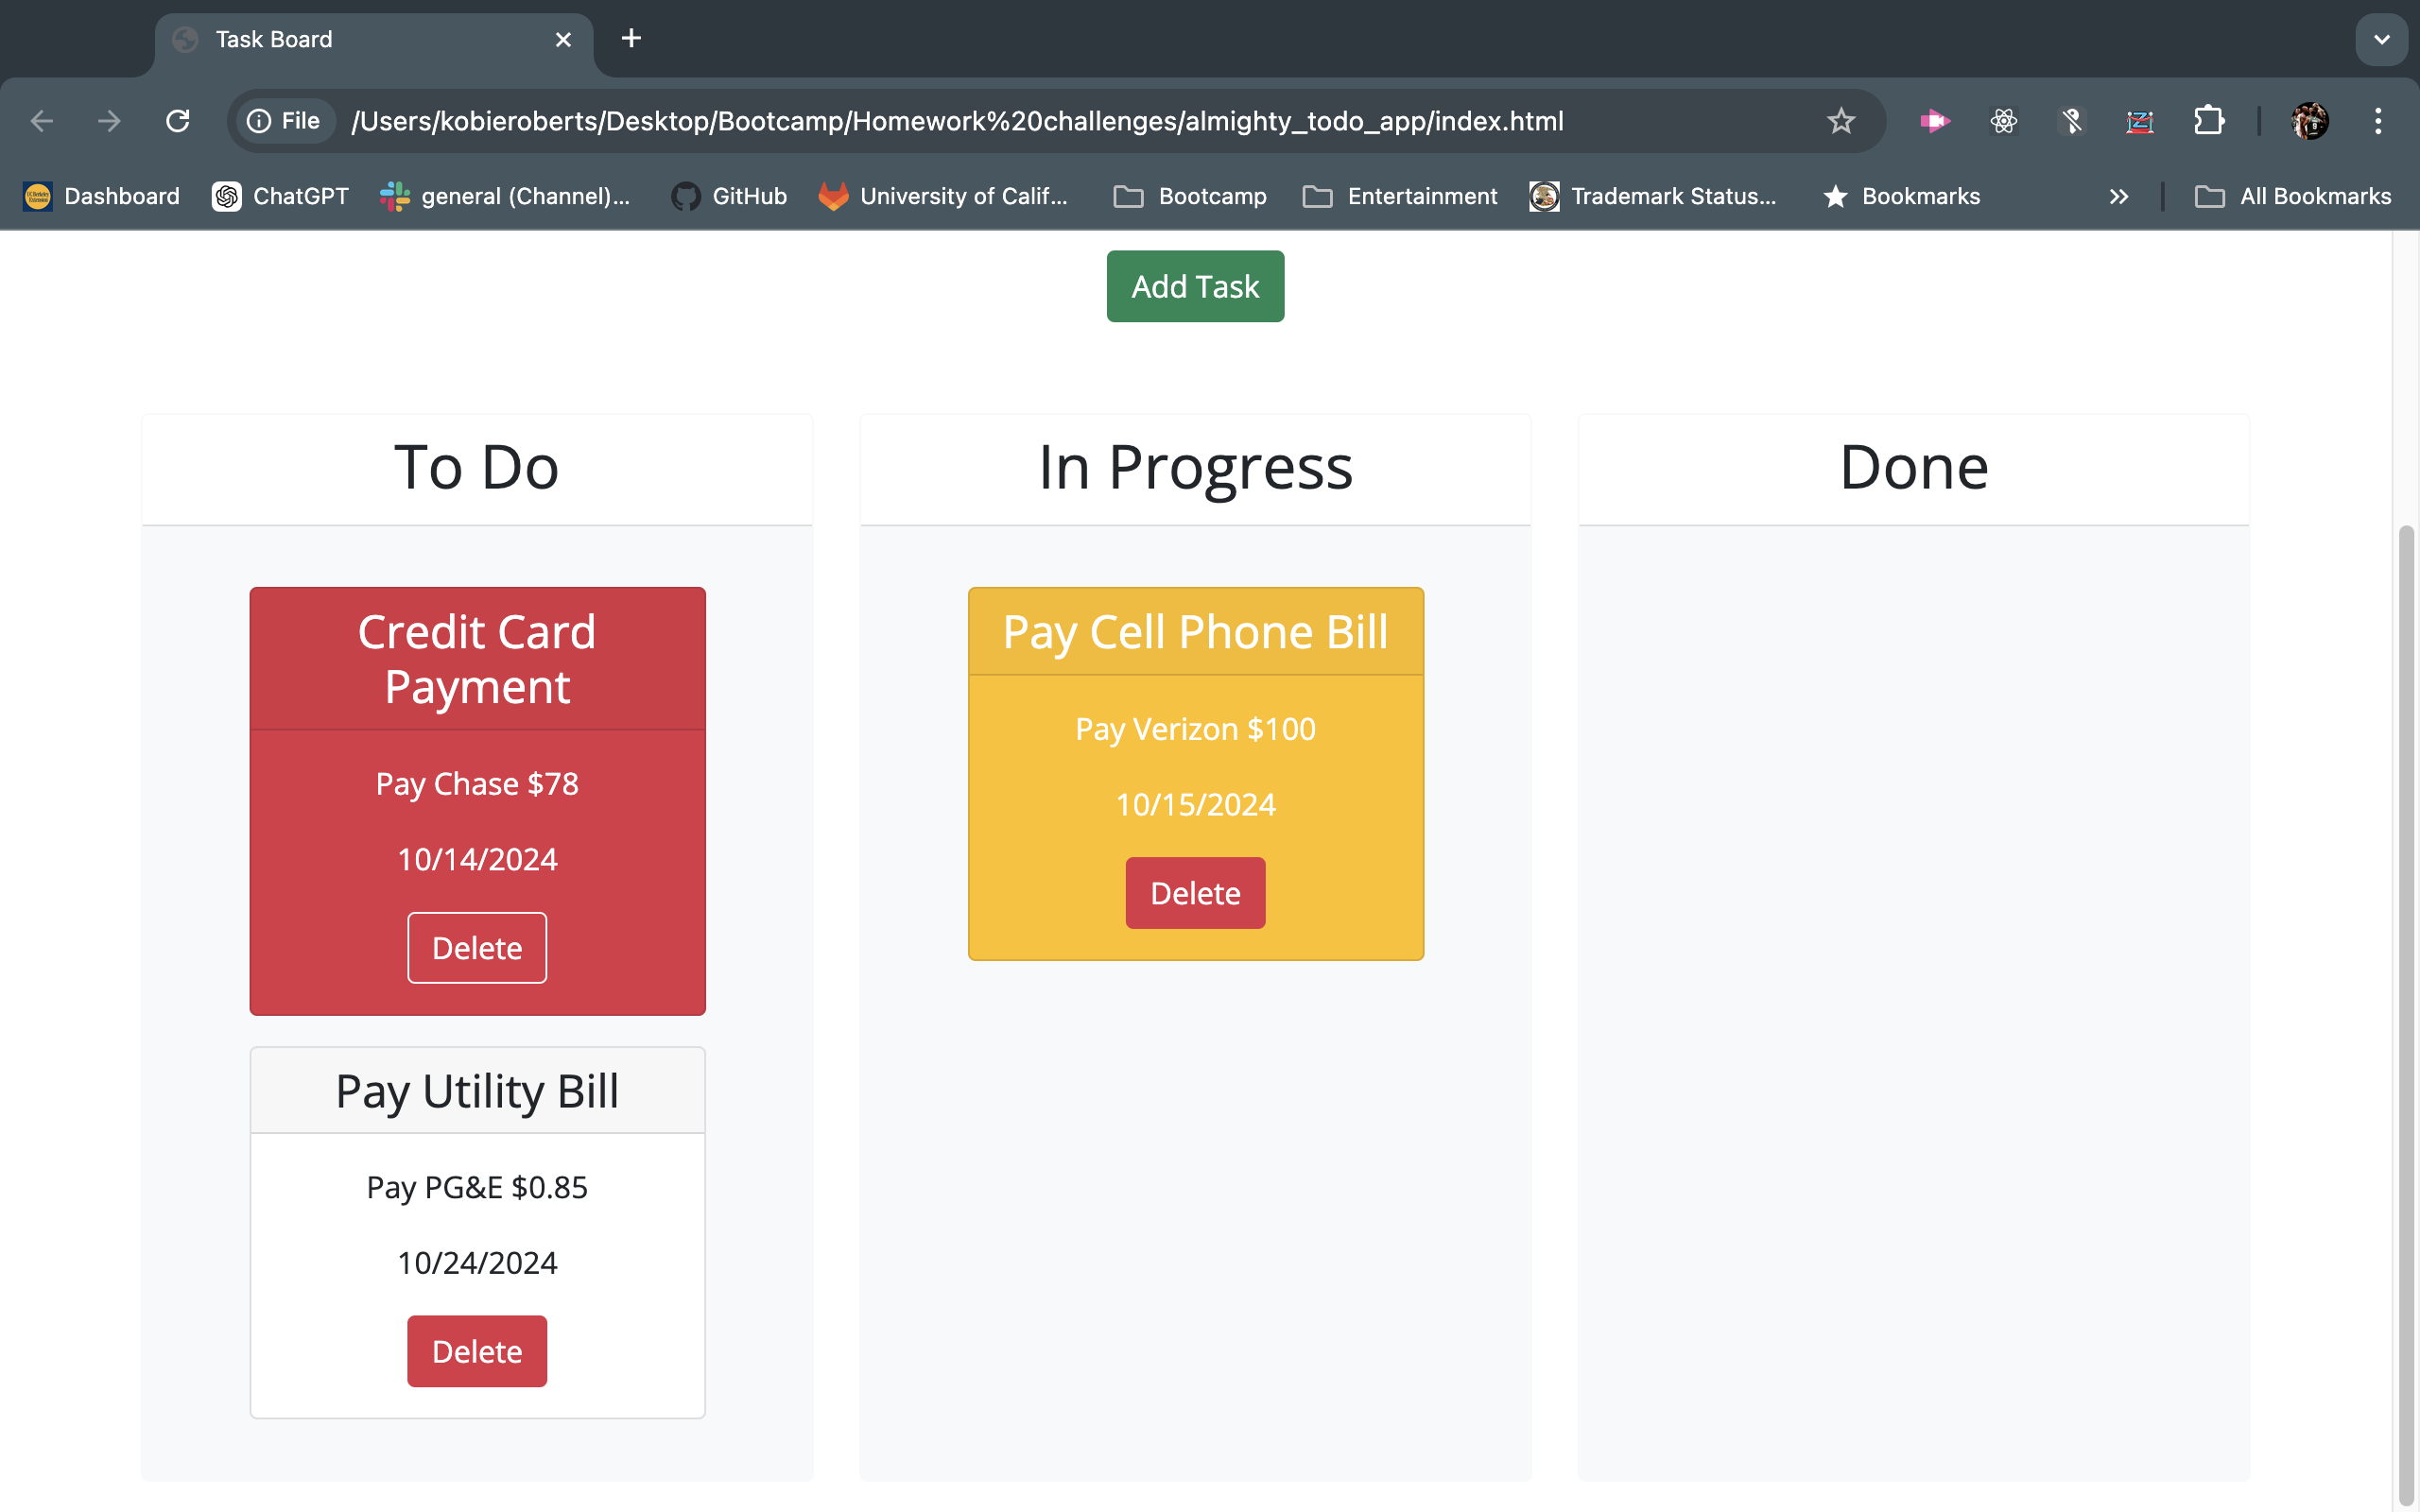 Task Board
File /Users/kobieroberts/Desktop/Bootcamp/Homework%20challenges/almighty_todo_app/index.html
Dashboard ChatGPT general (Channel)... GitHub University of Calif... Bootcamp Entertainment Trademark Status... Bookmarks All Bookmarks
Add Task
To Do
Credit Card
Payment
Pay Chase $78
10/14/2024
Delete
Pay Utility Bill
Pay PG&E $0.85
10/24/2024
Delete
In Progress
Pay Cell Phone Bill
Pay Verizon $100
10/15/2024
Delete
Done